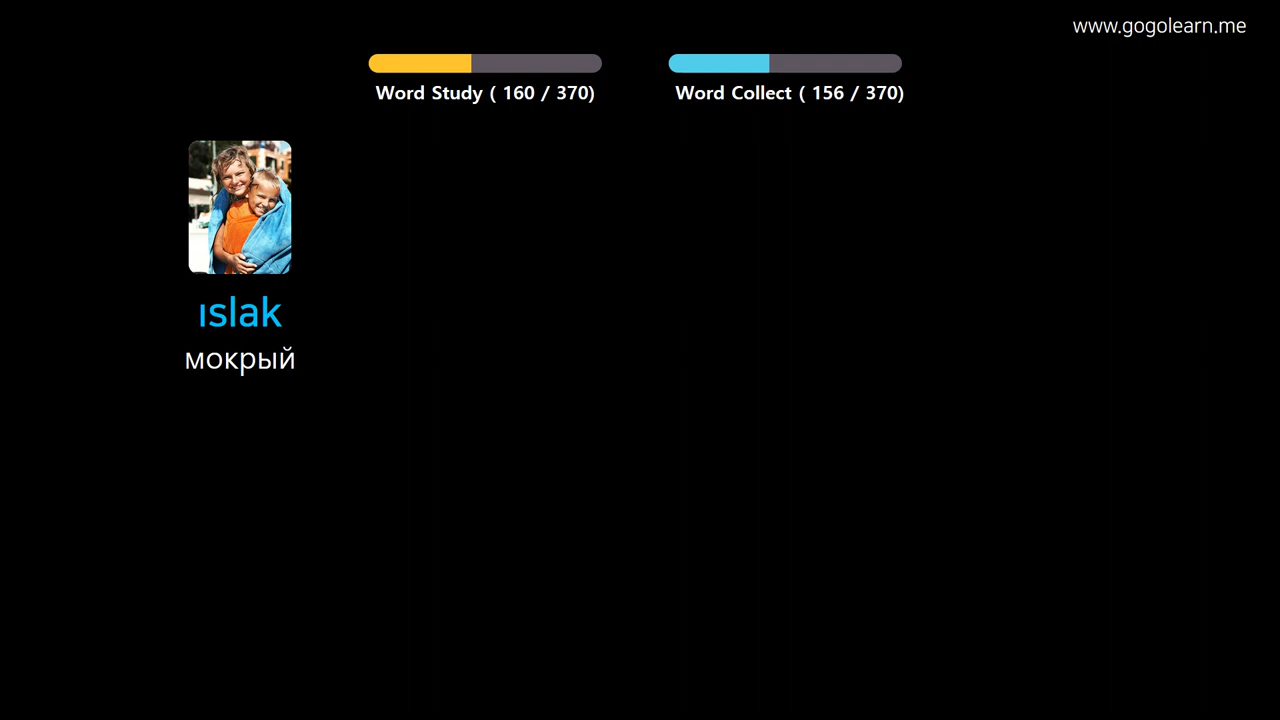 www.gogolearn.me
Word Study ( 160 / 370)
Word Collect ( 156 / 370)
ıslak
мокрый